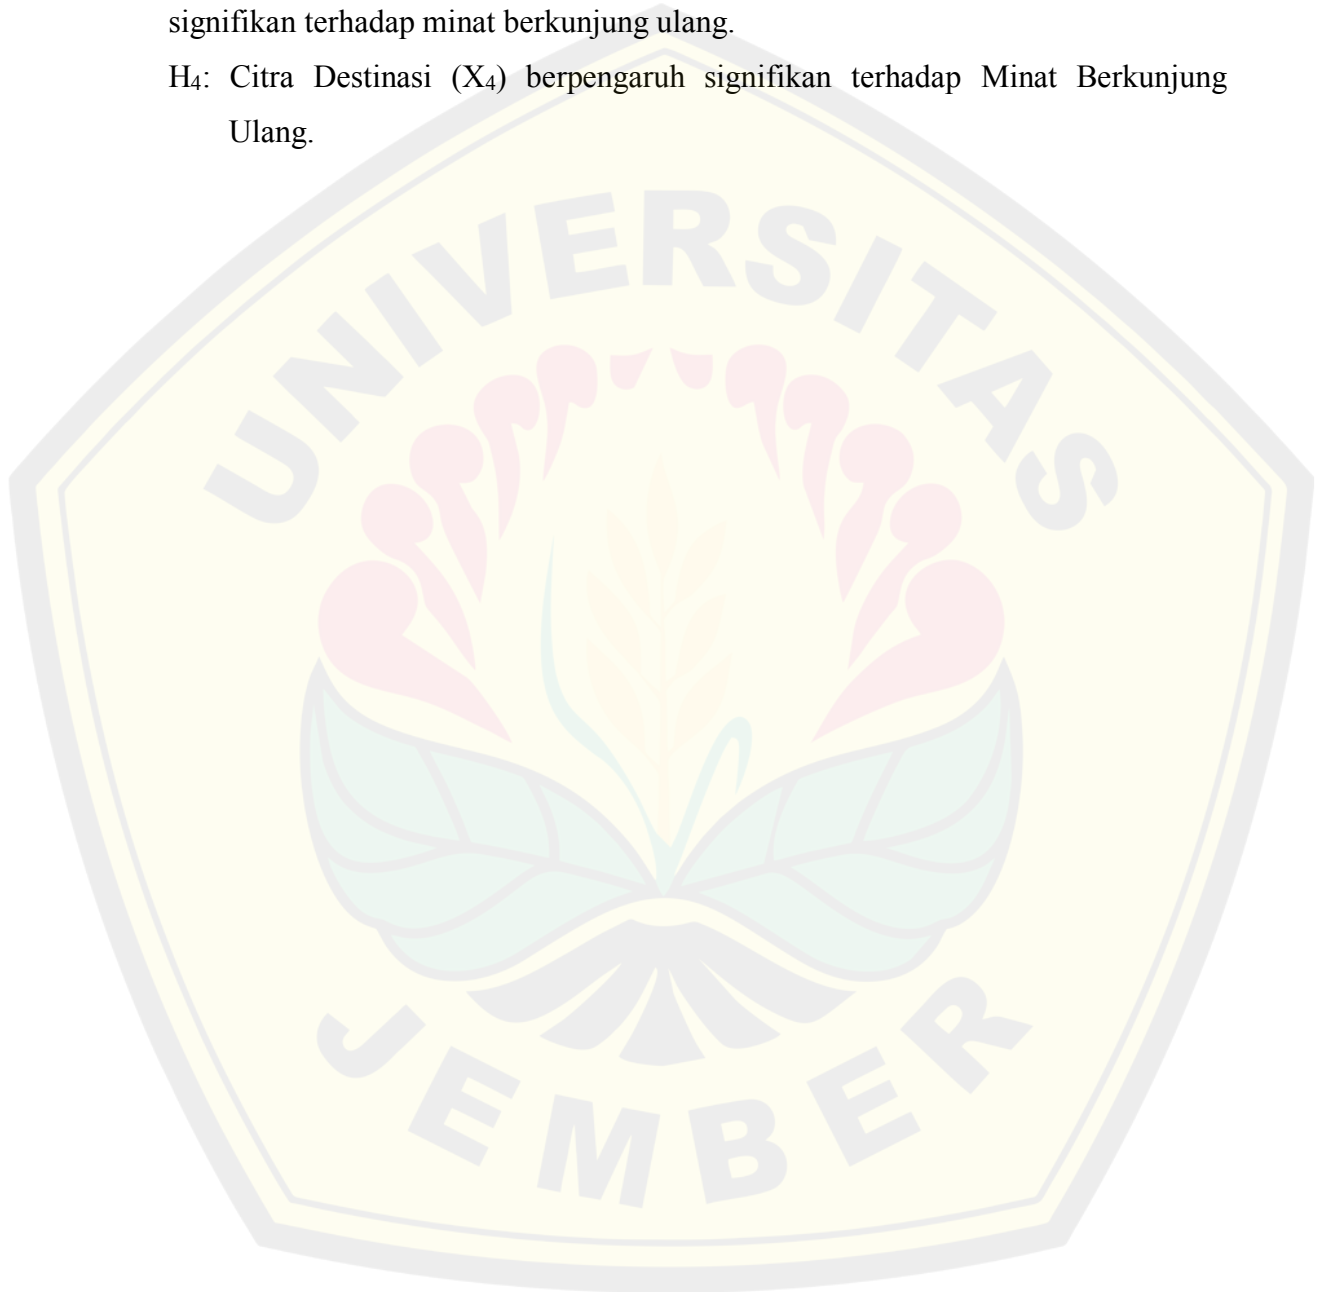 signifikan terhadap minat berkunjung ulang.
H₄: Citra Destinasi (X₄) berpengaruh signifikan terhadap Minat Berkunjung
Ulang.
UNIVERSITAS
JEMBER